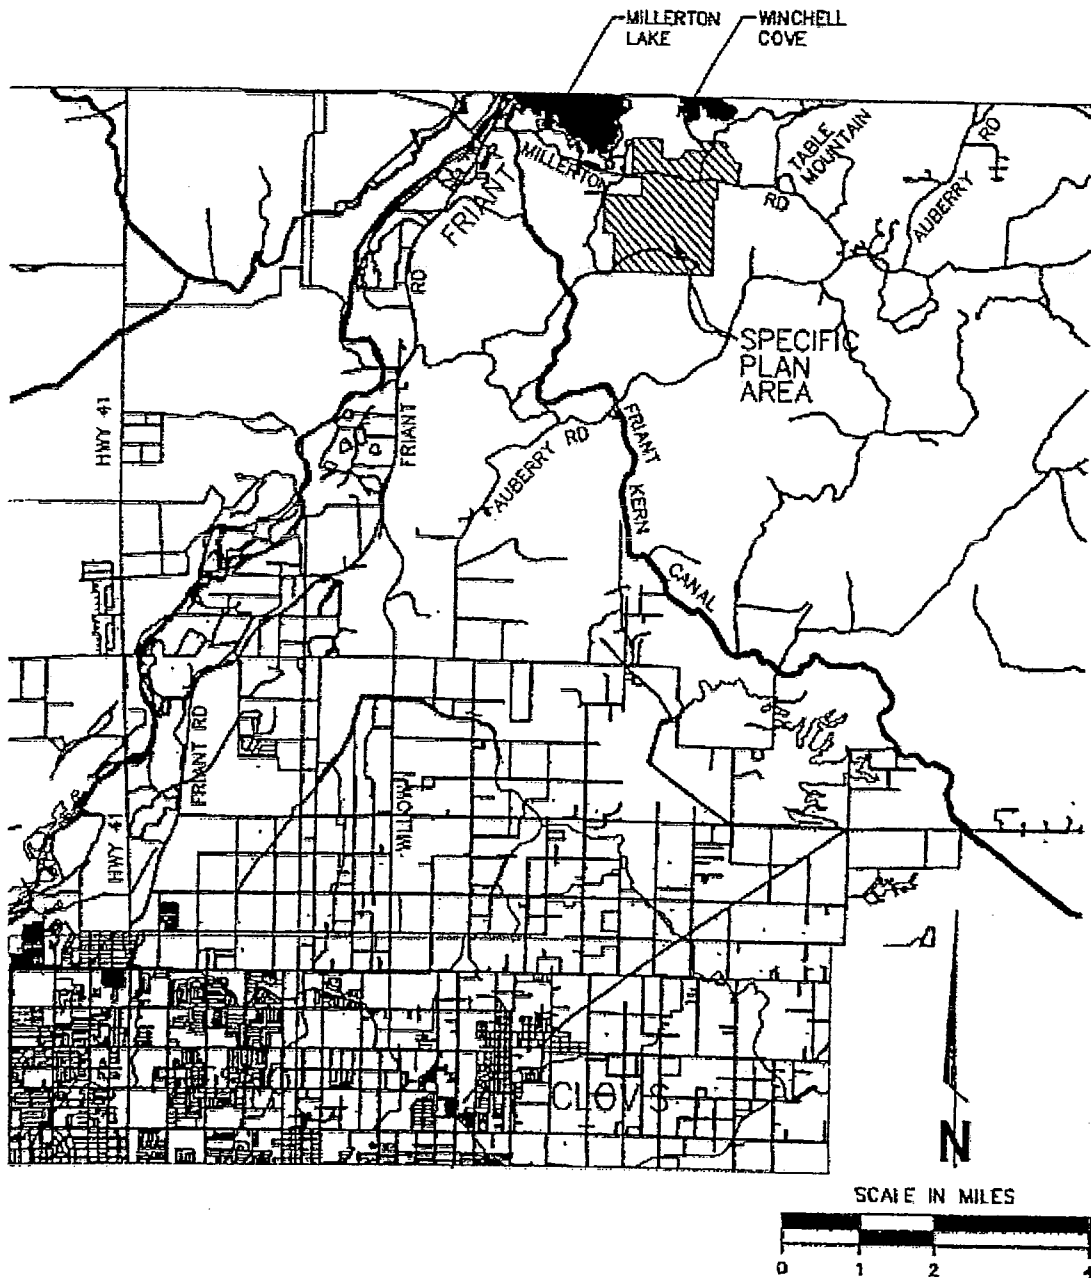 MILLERTON
LAKE
WINCHELL
COVE
MILLERTON
RD
TABLE
MOUNTAIN
AUBERRY
RD
FRIANT
RD
SPECIFIC
PLAN
AREA
HWY 41
FRIANT
AUBERRY RD
FRIANT
KERN
CANAL
FRIANT RD
HWY 41
WILLOW
CLOVIS
N
SCALE IN MILES
0 1 2 4